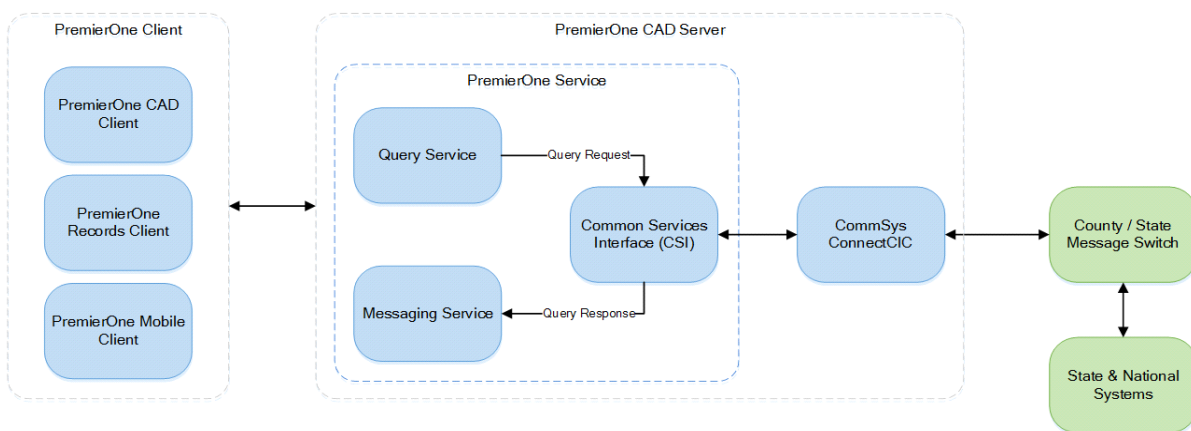 PremierOne Client
PremierOne CAD Server
PremierOne Service
PremierOne CAD
Client
PremierOne
Records Client
PremierOne Mobile
Client
Query Service
Query Request
Common Services
Interface (CSI)
Messaging Service
Query Response
CommSys
ConnectCIC
County / State
Message Switch
State & National
Systems